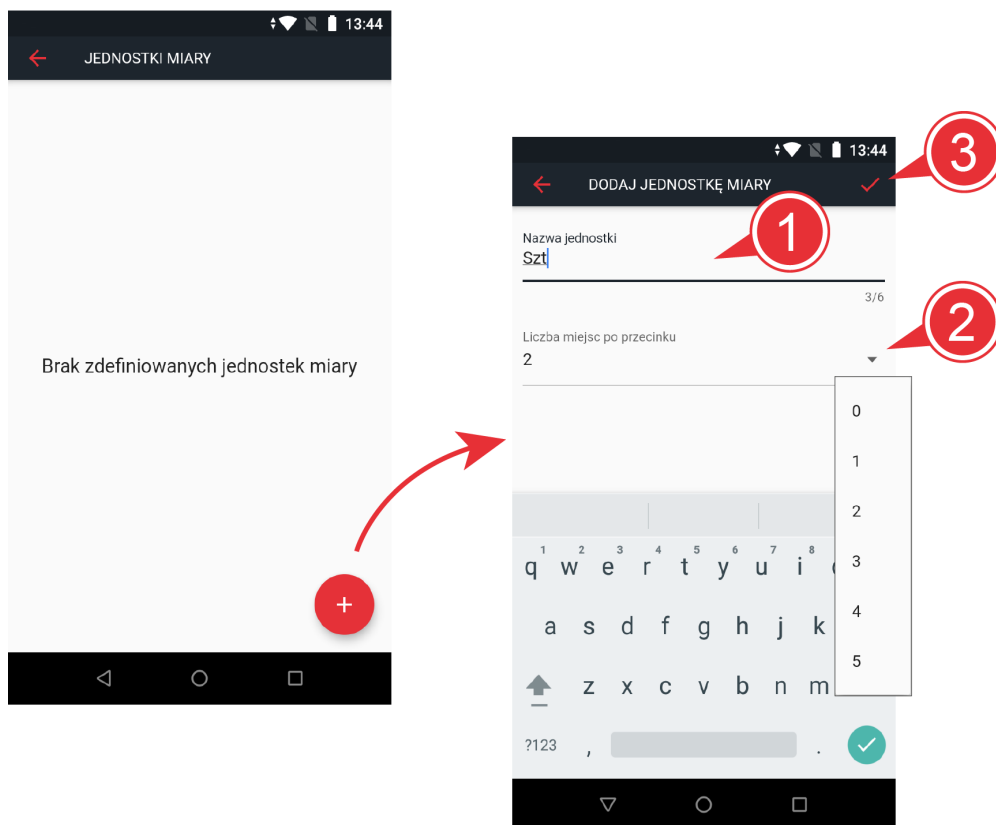 13:44
JEDNOSTKI MIARY
Brak zdefiniowanych jednostek miary
+
13:44
3
DODAJ JEDNOSTKĘ MIARY
1
Nazwa jednostki
Szt
3/6
2
Liczba miejsc po przecinku
2
0
1
2
3
4
5
1 2 3 4 5 6 7 8
q w e r t y u i
a s d f g h j k
z x c v b n m
?123 , .